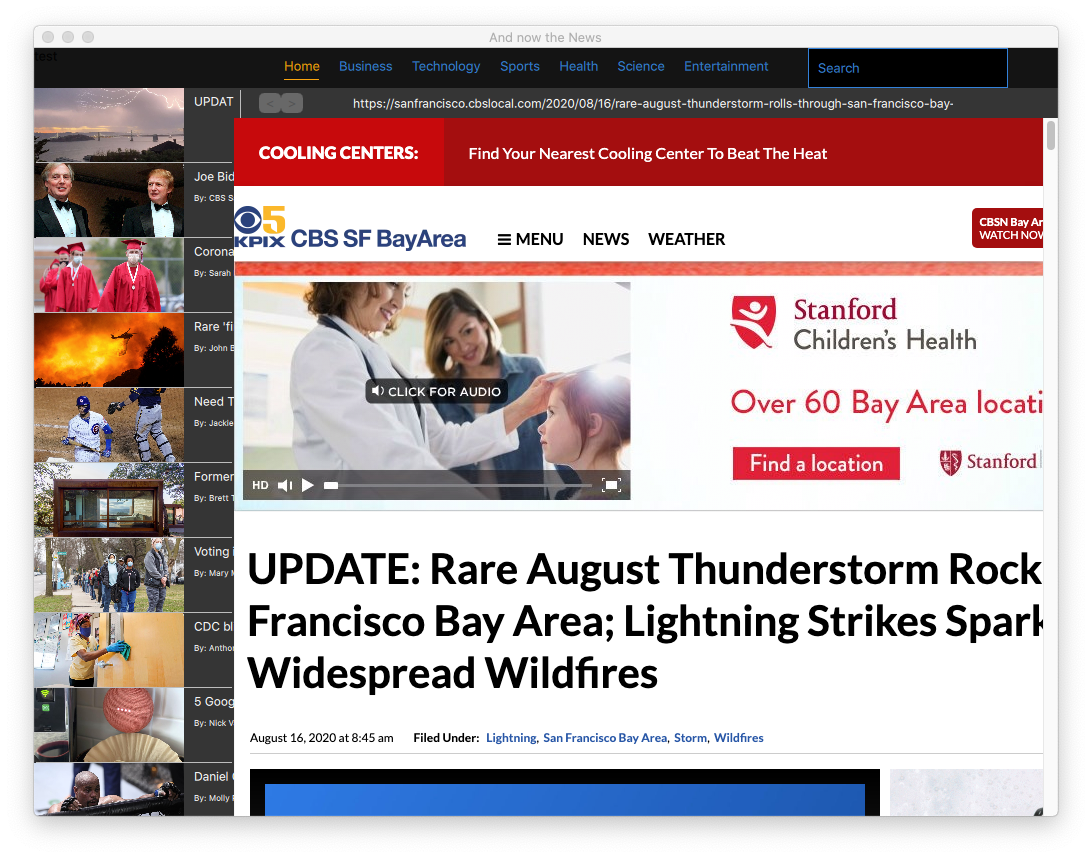 And now the News
test
Home Business Technology Sports Health Science Entertainment Search
UPDAT
< > https://sanfrancisco.cbslocal.com/2020/08/16/rare-august-thunderstorm-rolls-through-san-francisco-bay-
COOLING CENTERS: Find Your Nearest Cooling Center To Beat The Heat
Joe Bid
By: CBS S
5
KPIX CBS SF BayArea
MENU NEWS WEATHER
CBSN Bay Ar
WATCH NOW
Corona
By: Sarah
Rare 'fi
By: John B
Need T
By: Jackie
Former
By: Brett T
Voting i
By: Mary M
CDC bl
By: Anthon
5 Goog
By: Nick V
Daniel C
By: Molly F
CLICK FOR AUDIO
HD
Stanford
Children's Health
Over 60 Bay Area locati
Find a location
Stanford
UPDATE: Rare August Thunderstorm Rock
Francisco Bay Area; Lightning Strikes Spark
Widespread Wildfires
August 16, 2020 at 8:45 am Filed Under: Lightning, San Francisco Bay Area, Storm, Wildfires